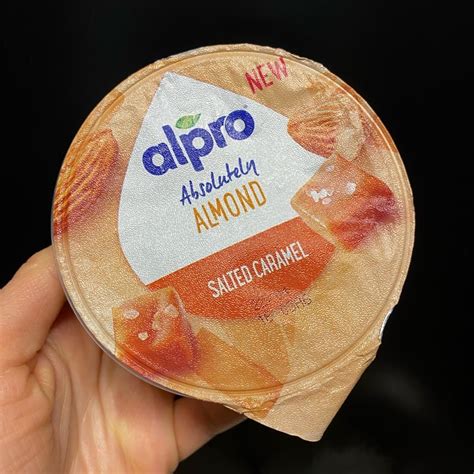 NEW
alpro
Absolutely
ALMOND
SALTED CARAMEL